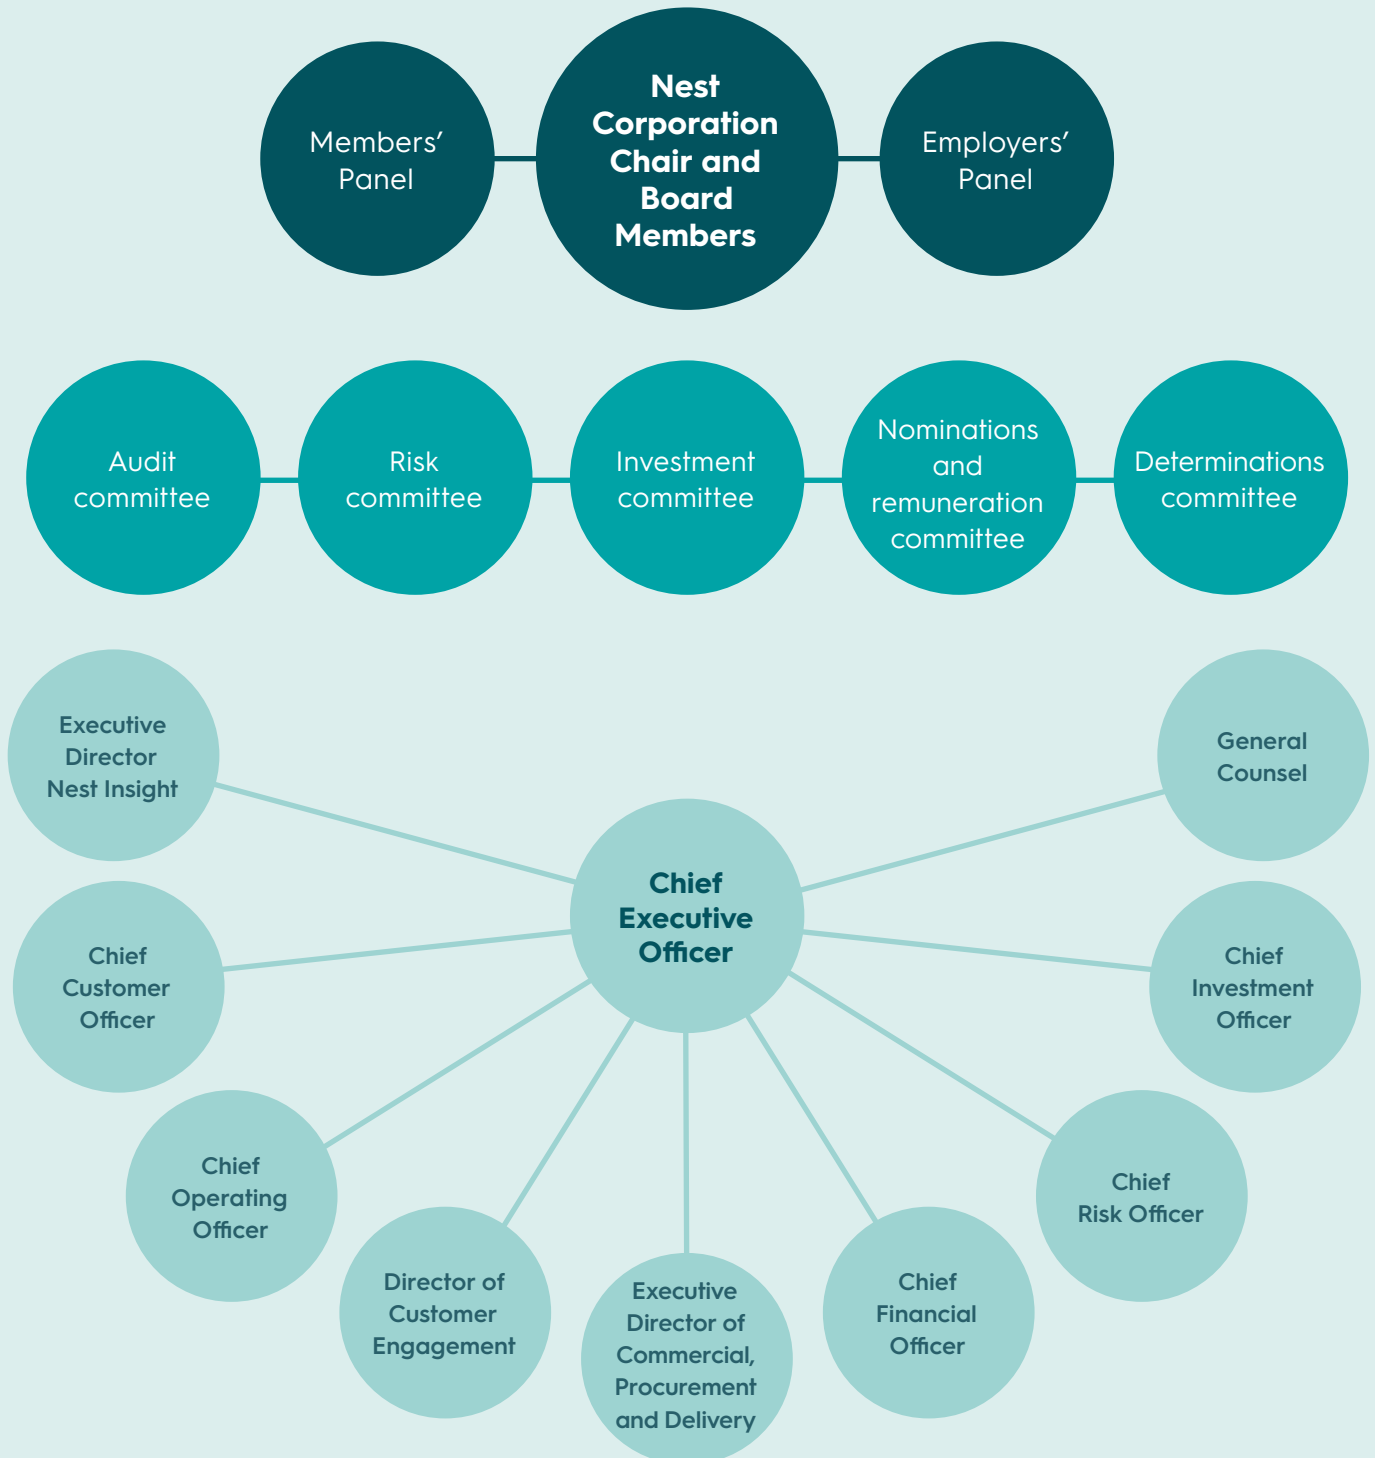 Members’
Panel
Nest
Corporation
Chair and
Board
Members
Employers’
Panel
Audit
committee
Risk
committee
Investment
committee
Nominations
and
remuneration
committee
Determinations
committee
Executive
Director
Nest Insight
General
Counsel
Chief
Executive
Officer
Chief
Customer
Officer
Chief
Investment
Officer
Chief
Operating
Officer
Chief
Risk Officer
Director of
Customer
Engagement
Executive
Director of
Commercial,
Procurement
and Delivery
Chief
Financial
Officer